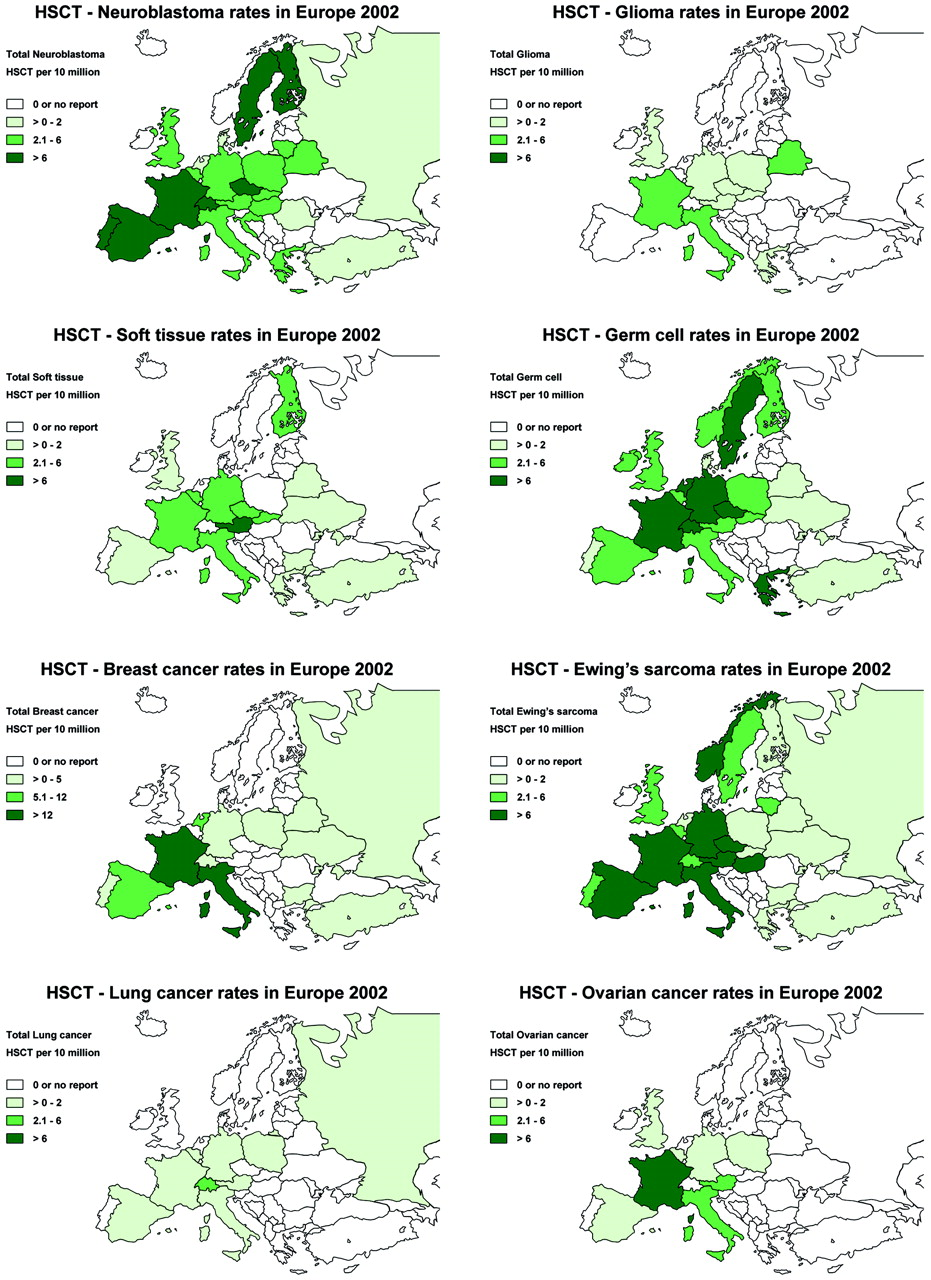 HSCT - Neuroblastoma rates in Europe 2002
Total Neuroblastoma
HSCT per 10 million
0 or no report
> 0 - 2
2.1 - 6
> 6
HSCT - Glioma rates in Europe 2002
Total Glioma
HSCT per 10 million
0 or no report
> 0 - 2
2.1 - 6
> 6
HSCT - Soft tissue rates in Europe 2002
Total Soft tissue
HSCT per 10 million
0 or no report
> 0 - 2
2.1 - 6
> 6
HSCT - Germ cell rates in Europe 2002
Total Germ cell
HSCT per 10 million
0 or no report
> 0 - 2
2.1 - 6
> 6
HSCT - Breast cancer rates in Europe 2002
Total Breast cancer
HSCT per 10 million
0 or no report
> 0 - 5
5.1 - 12
> 12
HSCT - Ewing’s sarcoma rates in Europe 2002
Total Ewing’s sarcoma
HSCT per 10 million
0 or no report
> 0 - 2
2.1 - 6
> 6
HSCT - Lung cancer rates in Europe 2002
Total Lung cancer
HSCT per 10 million
0 or no report
> 0 - 2
2.1 - 6
> 6
HSCT - Ovarian cancer rates in Europe 2002
Total Ovarian cancer
HSCT per 10 million
0 or no report
> 0 - 2
2.1 - 6
> 6